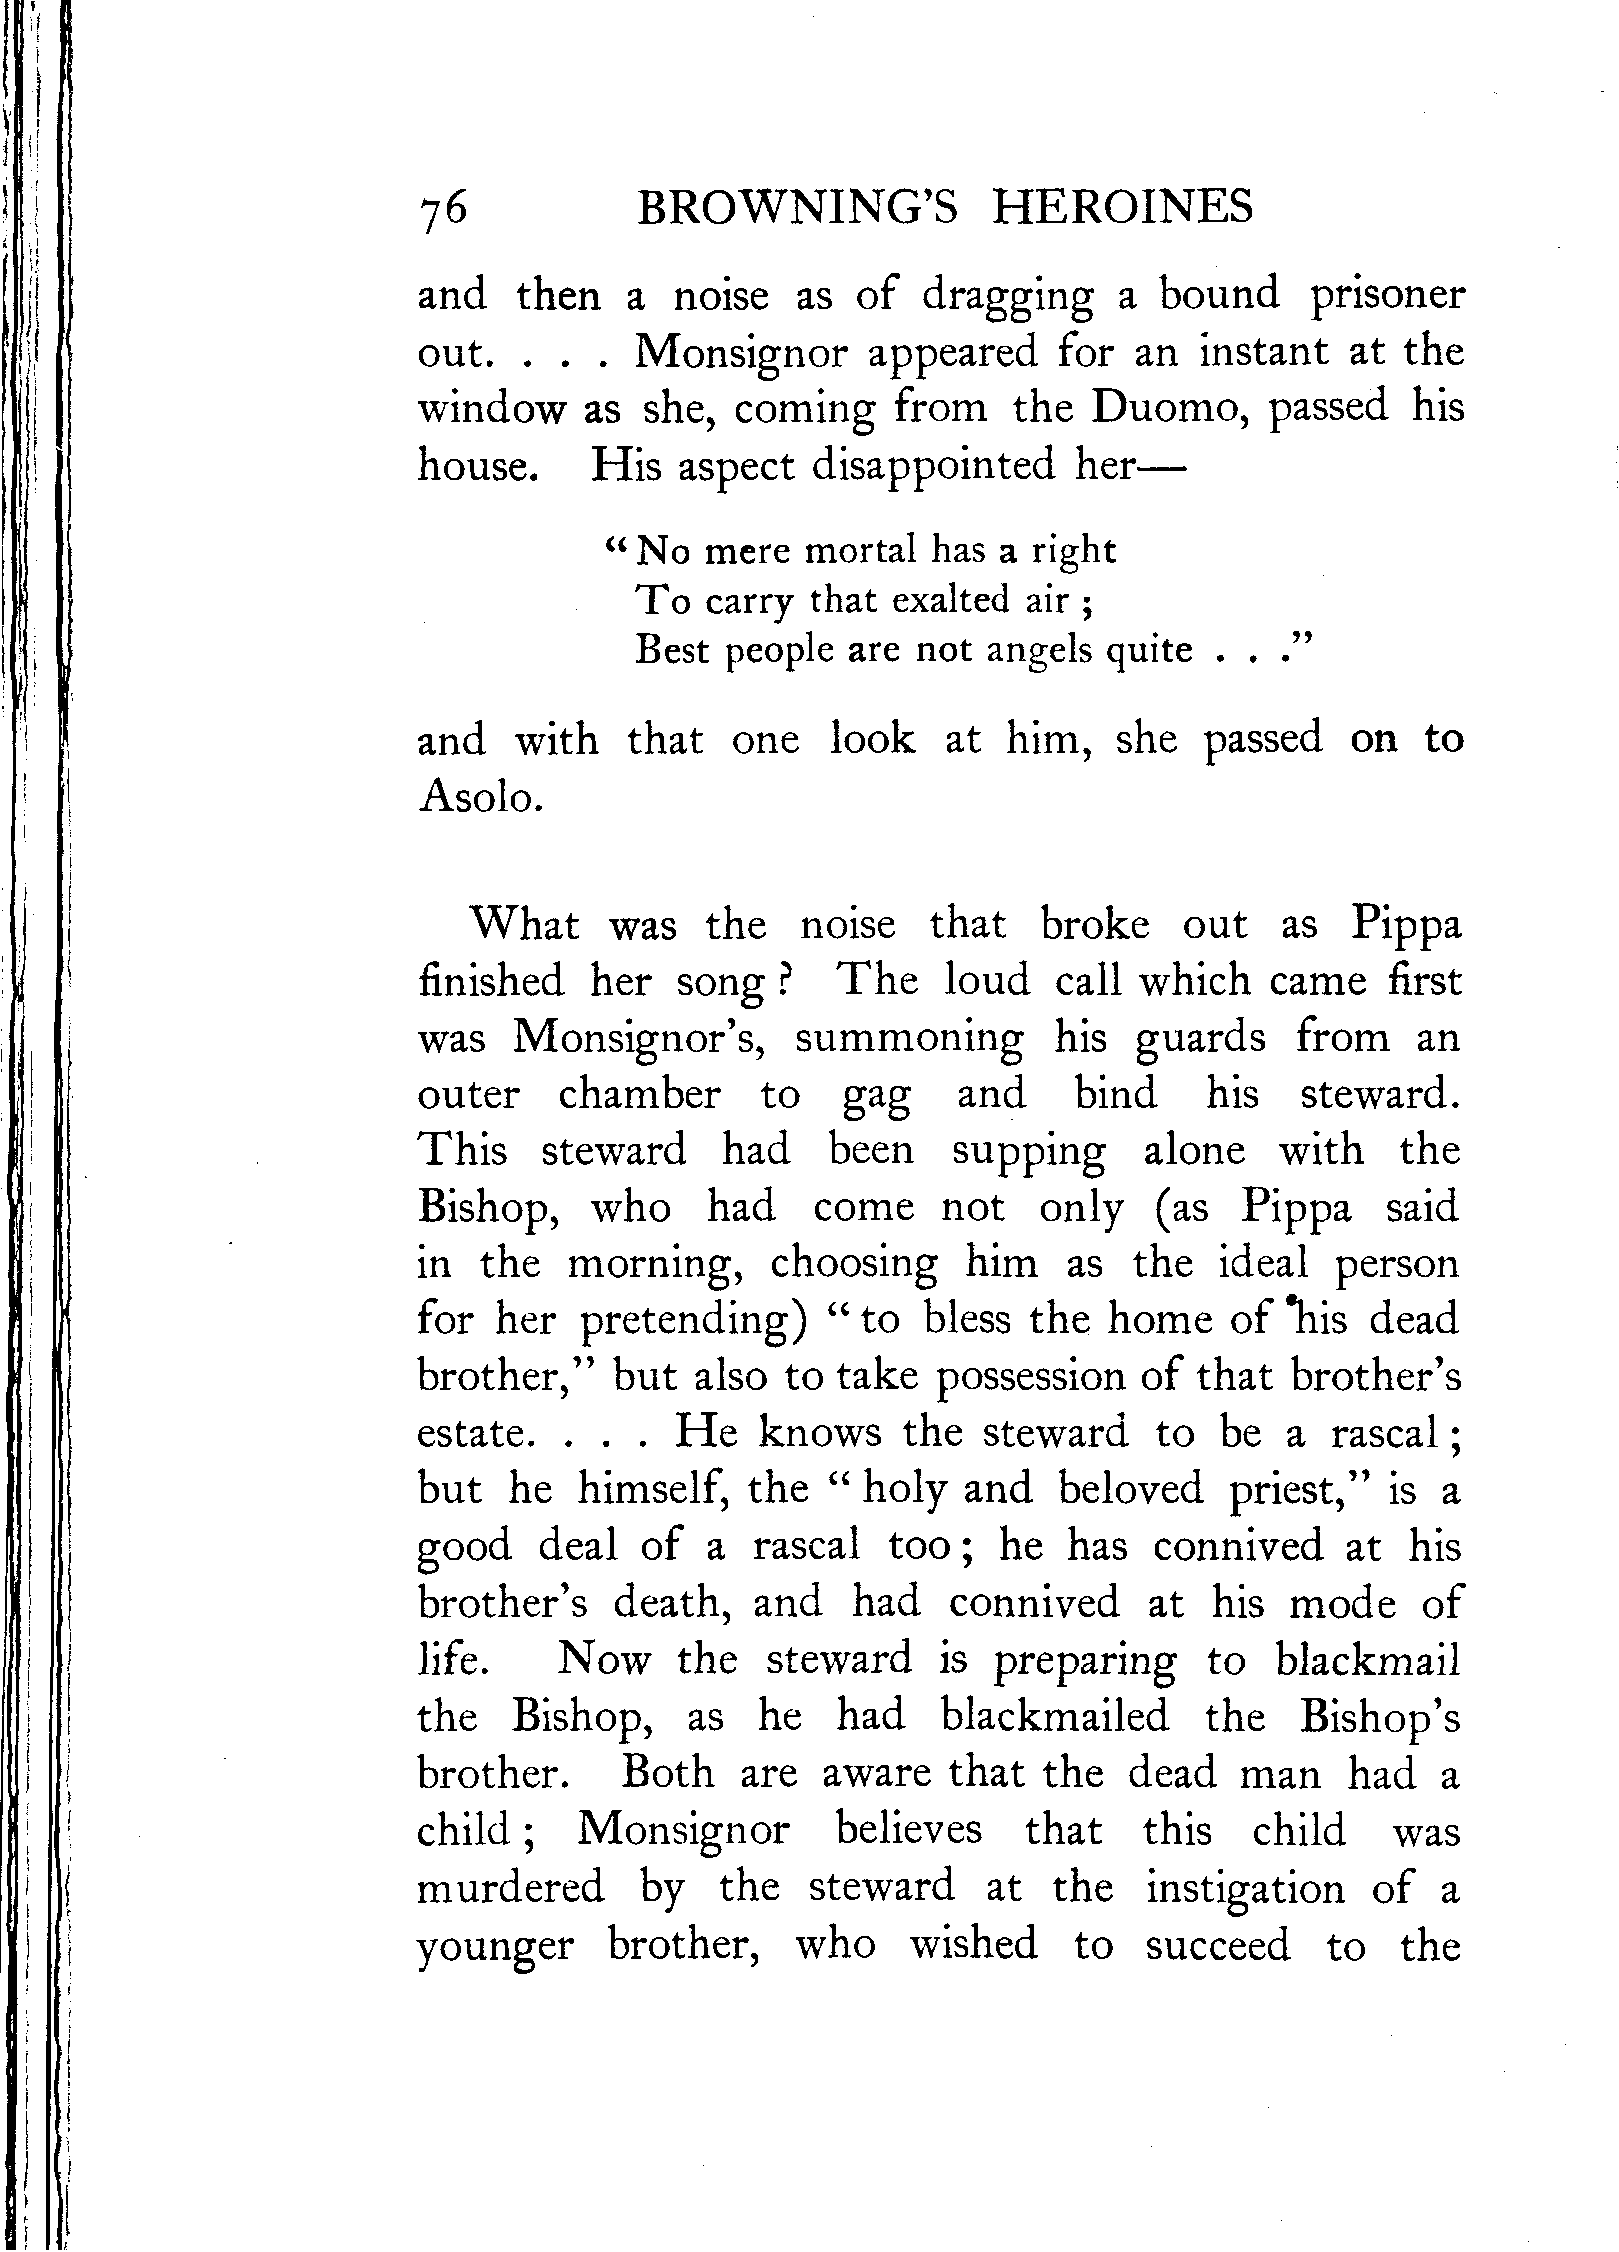 76 BROWNING'S HEROINES
and then a noise as of dragging a bound prisoner
out. . . . Monsignor appeared for an instant at the
window as she, coming from the Duomo, passed his
house. His aspect disappointed her—
“ No mere mortal has a right
To carry that exalted air ;
Best people are not angels quite . . .”
and with that one look at him, she passed on to
Asolo.
What was the noise that broke out as Pippa
finished her song ? The loud call which came first
was Monsignor's, summoning his guards from an
outer chamber to gag and bind his steward.
This steward had been supping alone with the
Bishop, who had come not only (as Pippa said
in the morning, choosing him as the ideal person
for her pretending) “ to bless the home of his dead
brother,” but also to take possession of that brother's
estate. . . . He knows the steward to be a rascal ;
but he himself, the “ holy and beloved priest,” is a
good deal of a rascal too ; he has connived at his
brother's death, and had connived at his mode of
life. Now the steward is preparing to blackmail
the Bishop, as he had blackmailed the Bishop's
brother. Both are aware that the dead man had a
child ; Monsignor believes that this child was
murdered by the steward at the instigation of a
younger brother, who wished to succeed to the